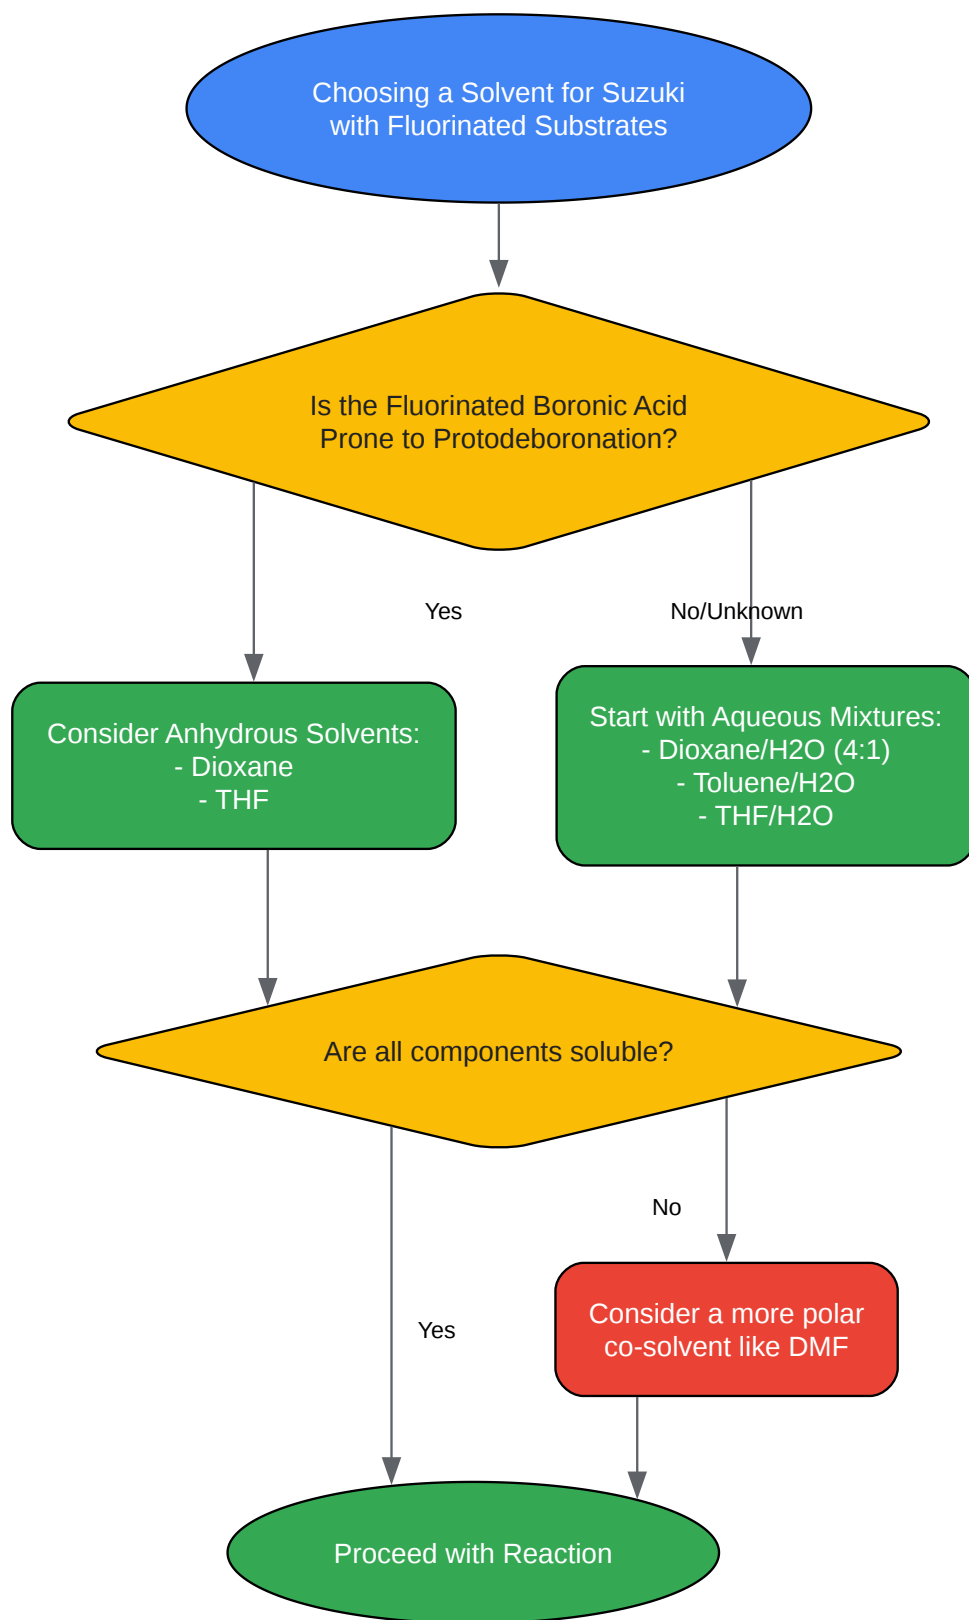 Choosing a Solvent for Suzuki
with Fluorinated Substrates
Is the Fluorinated Boronic Acid
Prone to Protodeboronation?
Yes
No/Unknown
Consider Anhydrous Solvents:
- Dioxane
- THF
Start with Aqueous Mixtures:
- Dioxane/H2O (4:1)
- Toluene/H2O
- THF/H2O
Are all components soluble?
No
Consider a more polar
co-solvent like DMF
Yes
Proceed with Reaction